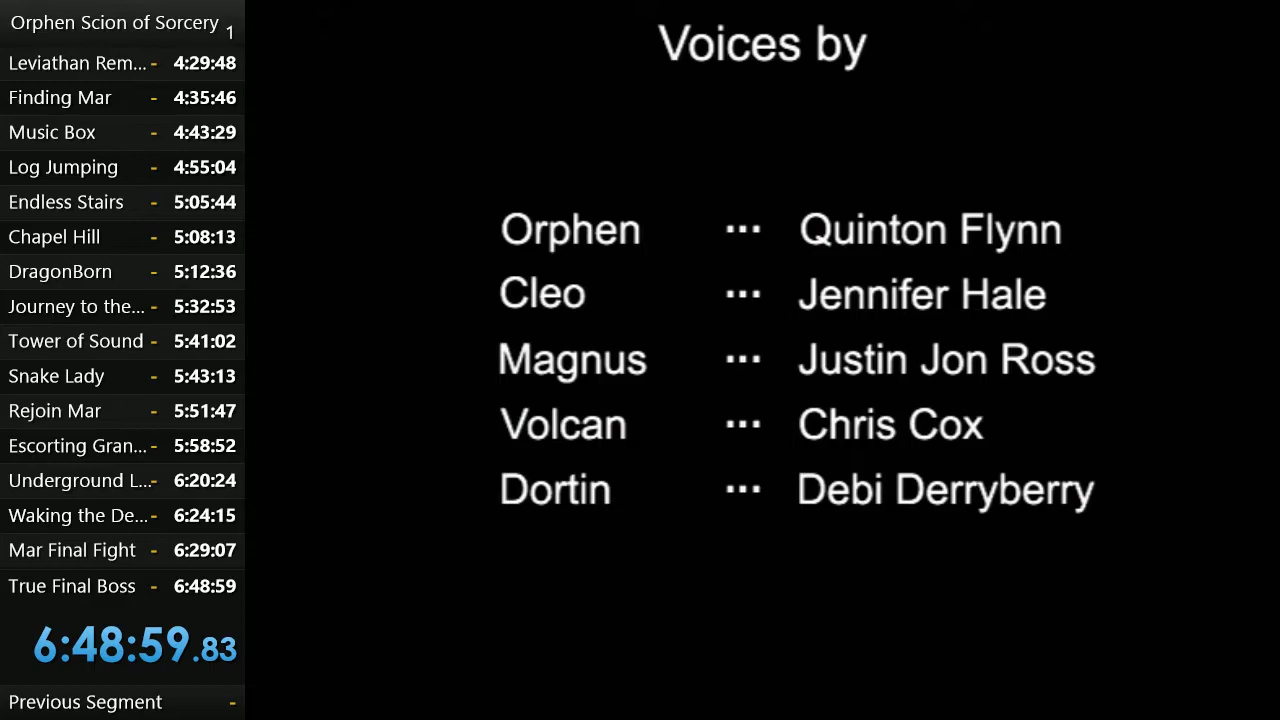 Orphen Scion of Sorcery 1
Leviathan Rem... - 4:29:48
Finding Mar - 4:35:46
Music Box - 4:43:29
Log Jumping - 4:55:04
Endless Stairs - 5:05:44
Chapel Hill - 5:08:13
DragonBorn - 5:12:36
Journey to the... - 5:32:53
Tower of Sound - 5:41:02
Snake Lady - 5:43:13
Rejoin Mar - 5:51:47
Escorting Gran... - 5:58:52
Underground L... - 6:20:24
Waking the De... - 6:24:15
Mar Final Fight - 6:29:07
True Final Boss - 6:48:59
6:48:59.83
Previous Segment -
Voices by
Orphen ... Quinton Flynn
Cleo ... Jennifer Hale
Magnus ... Justin Jon Ross
Volcan ... Chris Cox
Dortin ... Debi Derryberry